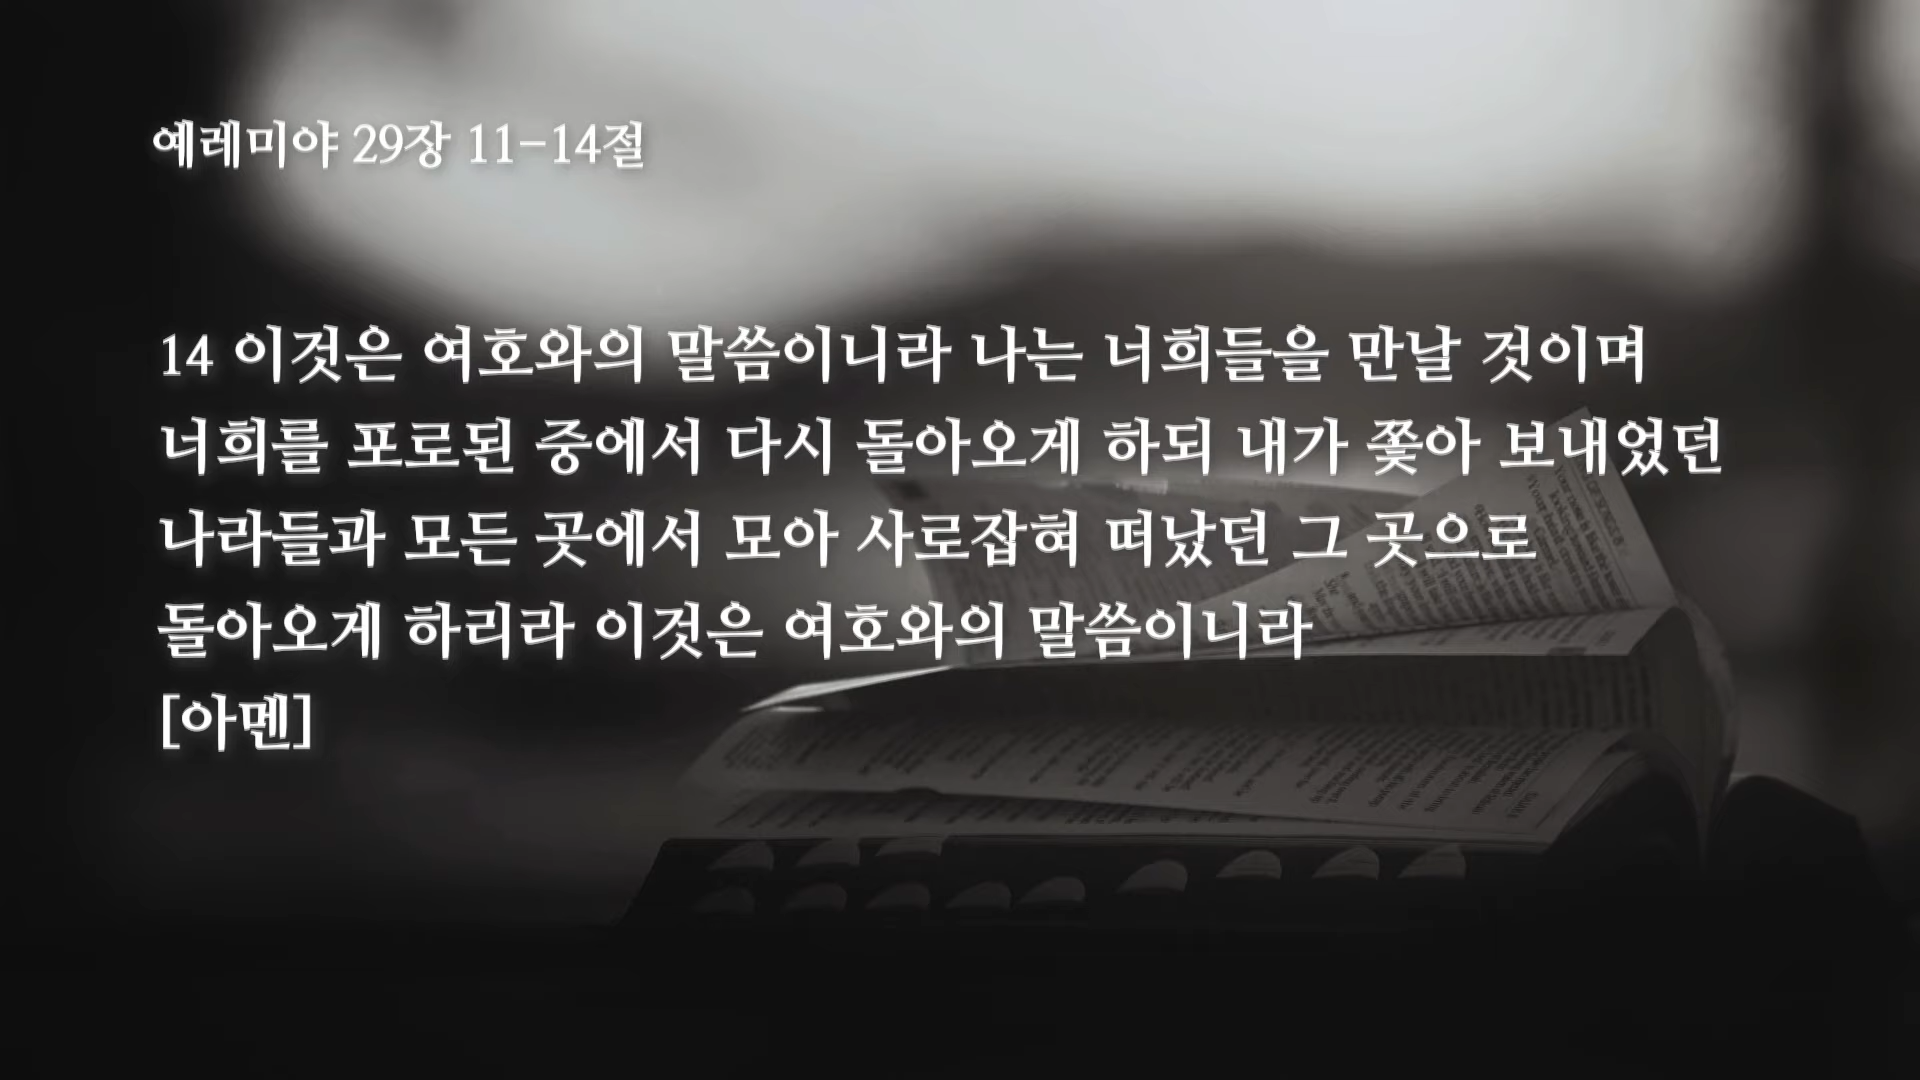 예레미야 29장 11-14절
14 이것은 여호와의 말씀이니라 나는 너희들을 만날 것이며
너희를 포로된 중에서 다시 돌아오게 하되 내가 쫓아 보내었던
나라들과 모든 곳에서 모아 사로잡혀 떠났던 그 곳으로
돌아오게 하리라 이것은 여호와의 말씀이니라
[아멘]